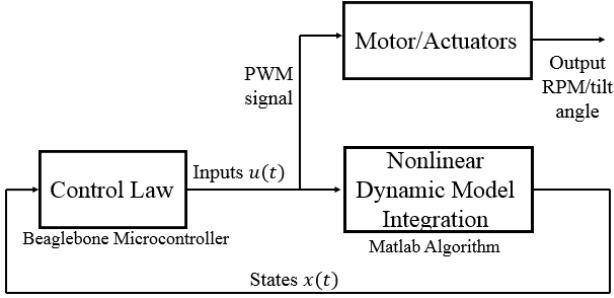 Motor/Actuators
Output
RPM/tilt
angle
PWM
signal
Control Law
Inputs u(t)
Nonlinear
Dynamic Model
Integration
Beaglebone Microcontroller
Matlab Algorithm
States x(t)